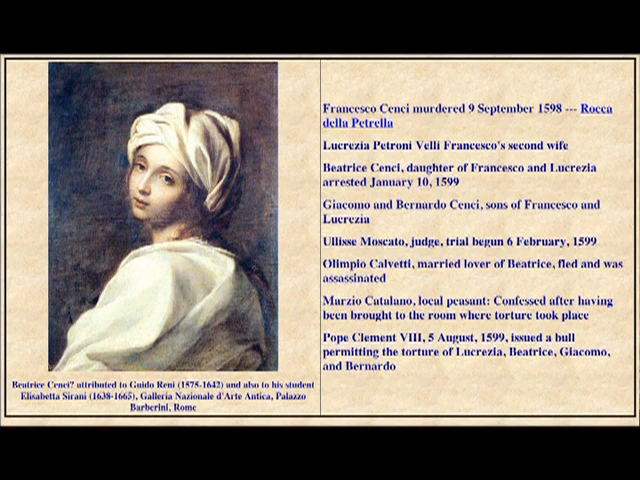 Francesco Cenci murdered 9 September 1598 --- Rocca
della Petrella
Lucrezia Petroni Velli Francesco's second wife
Beatrice Cenci, daughter of Francesco and Lucrezia
arrested January 10, 1599
Giacomo and Bernardo Cenci, sons of Francesco and
Lucrezia
Ullisse Moscato, judge, trial begun 6 February, 1599
Olimpio Calvetti, married lover of Beatrice, fled and was
assassinated
Marzio Catalano, local peasant: Confessed after having
been brought to the room where torture took place
Pope Clement VIII, 5 August, 1599, issued a bull
permitting the torture of Lucrezia, Beatrice, Giacomo,
and Bernardo
Beatrice Cenci? attributed to Guido Reni (1575-1642) and also to his student
Elisabetta Sirani (1638-1665), Galleria Nazionale d'Arte Antica, Palazzo
Barberini, Rome